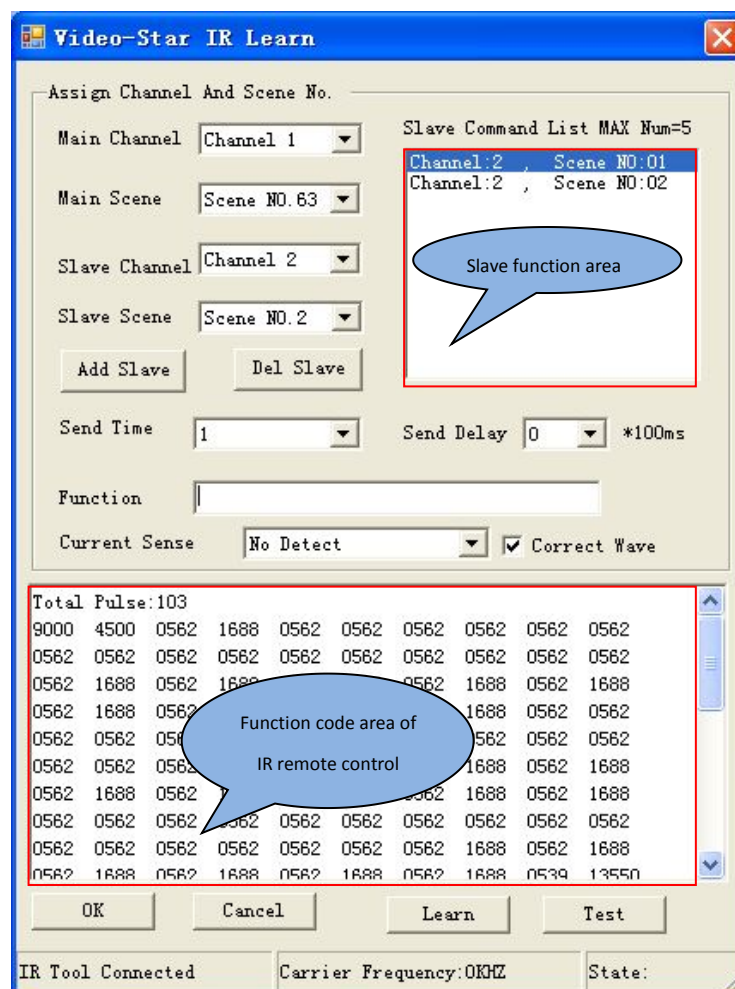 Video-Star IR Learn
Assign Channel And Scene No.
Main Channel Channel 1
Main Scene Scene NO.63
Slave Channel Channel 2
Slave Scene Scene NO.2
Add Slave Del Slave
Slave Command List MAX Num=5
Channel:2 , Scene NO:01
Channel:2 , Scene NO:02
Slave function area
Send Time 1 Send Delay 0 *100ms
Function
Current Sense No Detect Correct Wave
Total Pulse:103
9000 4500 0562 1688 0562 0562 0562 0562 0562 0562
0562 0562 0562 0562 0562 0562 0562 0562 0562 0562
0562 1688 0562 0562 1688 0562 1688
0562 1688 0562 1688 0562 0562
0562 0562 0562 0562 0562
0562 0562 0562 1688 0562 1688
0562 1688 0562 0562 1688 0562 1688
0562 0562 0562 0562 0562 0562 0562 0562 0562 0562
0562 0562 0562 0562 0562 0562 0562 1688 0562 1688
0562 1688 0562 1688 0562 1688 0562 1688 0539 13550
Function code area of
IR remote control
OK Cancel Learn Test
IR Tool Connected Carrier Frequency:0KHZ State: